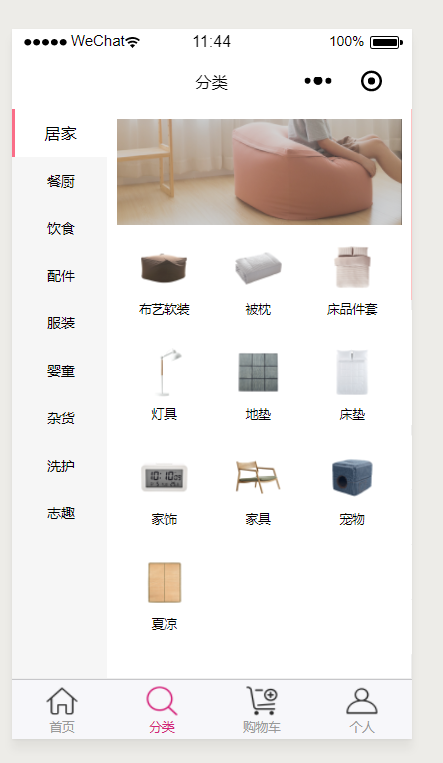 WeChat 11:44 100%
分类
居家
餐厨
饮食
配件
服装
婴童
杂货
洗护
志趣
布艺软装 被枕 床品件套
灯具 地垫 床垫
10:10
家饰 家具 宠物
夏凉
首页 分类 购物车 个人